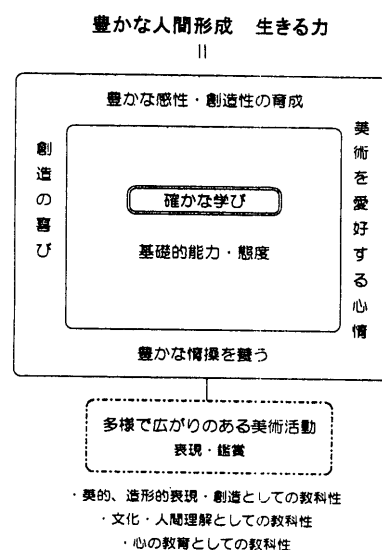 豊かな人間形成　生きる力
=
豊かな感性・創造性の育成
創造の喜び
美術を愛好する心情
確かな学び
基礎的能力・態度
豊かな情操を養う
多様で広がりのある美術活動
表現・鑑賞
・美的、造形的表現・創造としての教科性
・文化・人間理解としての教科性
・心の教育としての教科性